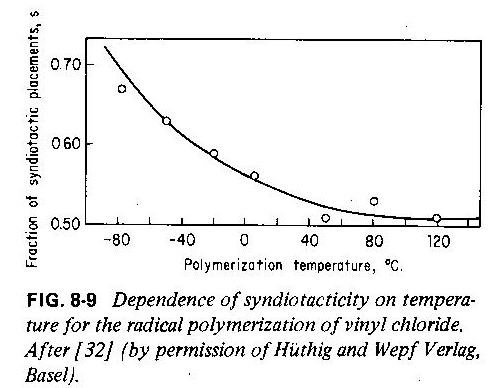 Fraction of syndiotactic placements, s
0.70
0.60
0.50
-80 -40 0 40 80 120
Polymerization temperature, °C.
FIG. 8-9 Dependence of syndiotacticity on tempera-
ture for the radical polymerization of vinyl chloride.
After [32] (by permission of Hüthig and Wepf Verlag,
Basel).